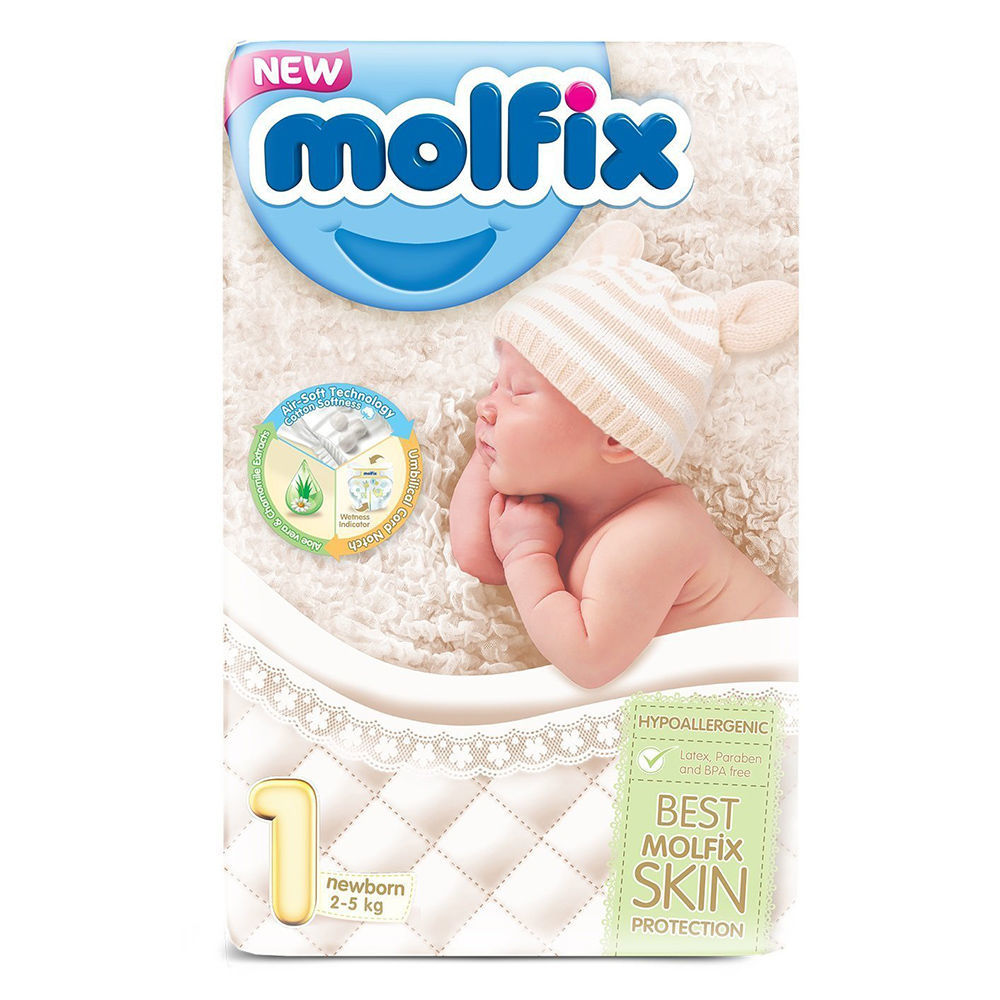 NEW
molfix
Air-Soft Technology
Cotton Softness
Umbilical Cord Notch
Aloe vera & Chamomile Extracts
molfix
Wetness
Indicator
HYPOALLERGENIC
Latex, Paraben
and BPA free
BEST
MOLFİX
SKIN
PROTECTION
1
newborn
2-5 kg